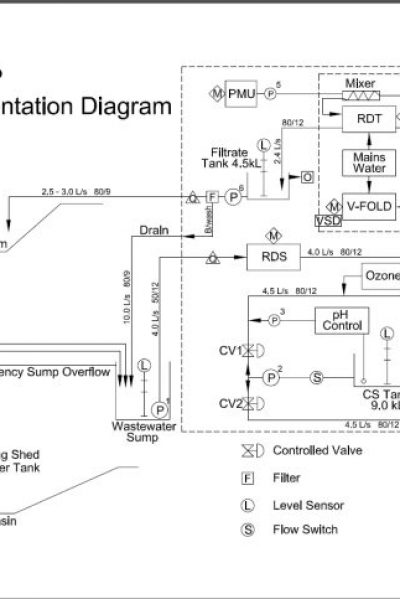 ntation Diagram
M
PMU
P
5
Mixer
RDT
80/12
Filtrate
Tank 4.5kL
L
2.4 L/s
Mains
Water
2,5 - 3,0 L/s 80/9
F
P
6
V-FOLD
M
VSD
B/wash
Drain
M
RDS
4.0 L/s 80/12
10.0 L/s 80/9
4.0 L/s 50/12
Ozone
4.5 L/s 80/12
P
3
pH
Control
L
CV1
P
2
S
CV2
CS Tan
9.0 kL
4.5 L/s 80/12
ency Sump Overflow
L
P
1
Wastewater
Sump
ng Shed
er Tank
sin
Controlled Valve
F
Filter
L
Level Sensor
S
Flow Switch